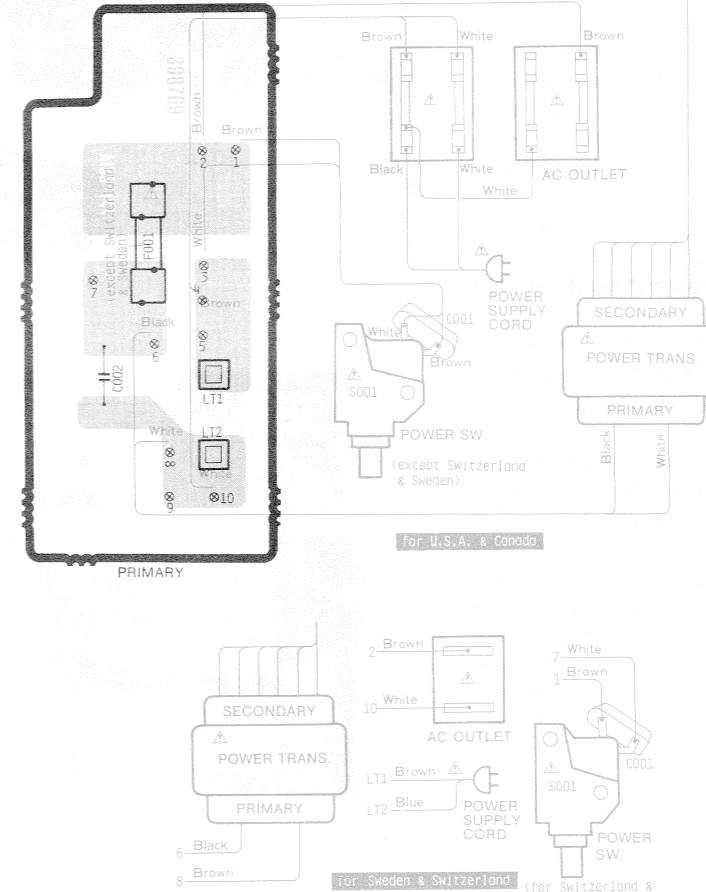 Brown
White
Brown
398769
Brown
Brown
2
1
Black
White
White
AC OUTLET
(except Switzerland
& Sweden)
F001
White
3
7
4
Brown
POWER
SUPPLY
CORD
SECONDARY
Black
5
6
White
C001
Brown
POWER TRANS.
C002
S001
LT1
PRIMARY
White
LT2
POWER SW.
Black
White
8
White
(except Switzerland
& Sweden)
9
10
for U.S.A. & Canada
PRIMARY
2
Brown
7
White
1
Brown
SECONDARY
10
White
AC OUTLET
POWER TRANS.
LT1
Brown
S001
C001
PRIMARY
LT2
Blue
POWER
SUPPLY
CORD
6
Black
POWER
SW.
8
Brown
for Sweden & Switzerland
(for Switzerland &